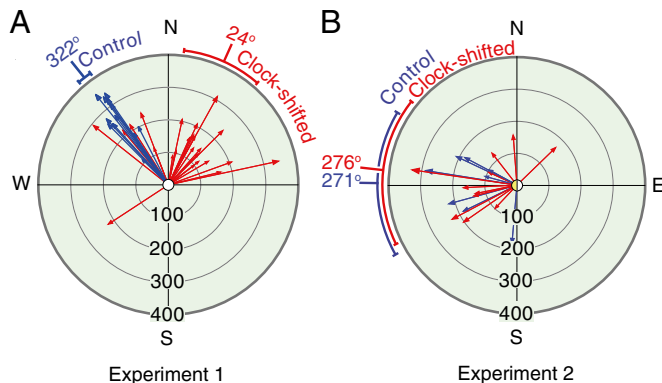 A
N
322°
Control
24°
Clock-shifted
W
100
200
300
400
S
Experiment 1
B
N
Control
Clock-shifted
276°
271°
E
100
200
300
400
S
Experiment 2